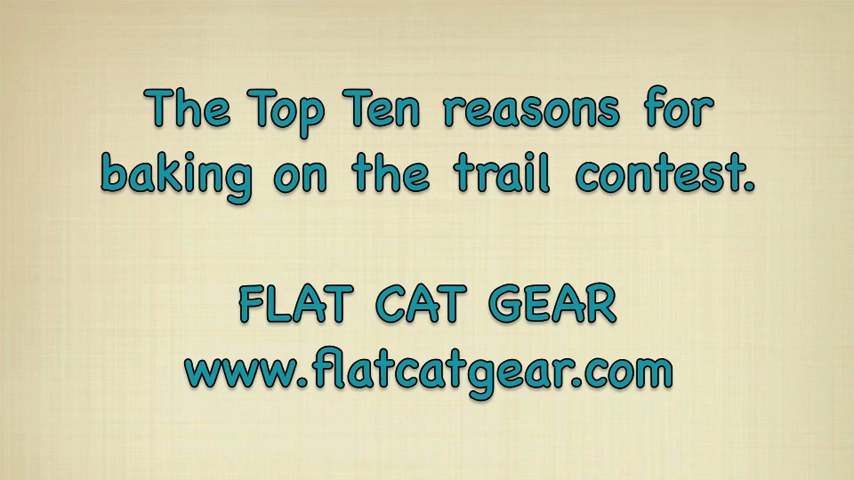 The Top Ten reasons for
baking on the trail contest.
FLAT CAT GEAR
www.flatcatgear.com